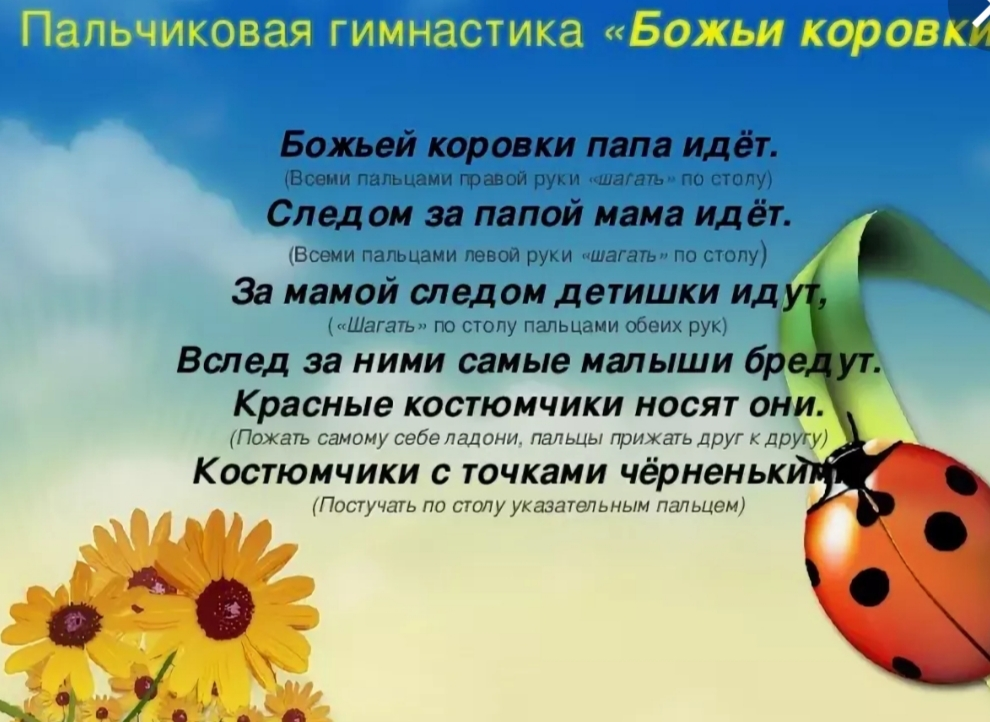 Пальчиковая гимнастика «Божьи коровки
Божьей коровки папа идёт.
(Всеми пальцами правой руки «шагать» по столу)
Следом за папой мама идёт.
(Всеми пальцами левой руки «шагать» по столу)
За мамой следом детишки идут,
(«Шагать» по столу пальцами обеих рук)
Вслед за ними самые малыши бредут.
Красные костюмчики носят они.
(Пожать самому себе ладони, пальцы прижать друг к другу)
Костюмчики с точками чёрненькими
(Постучать по столу указательным пальцем)